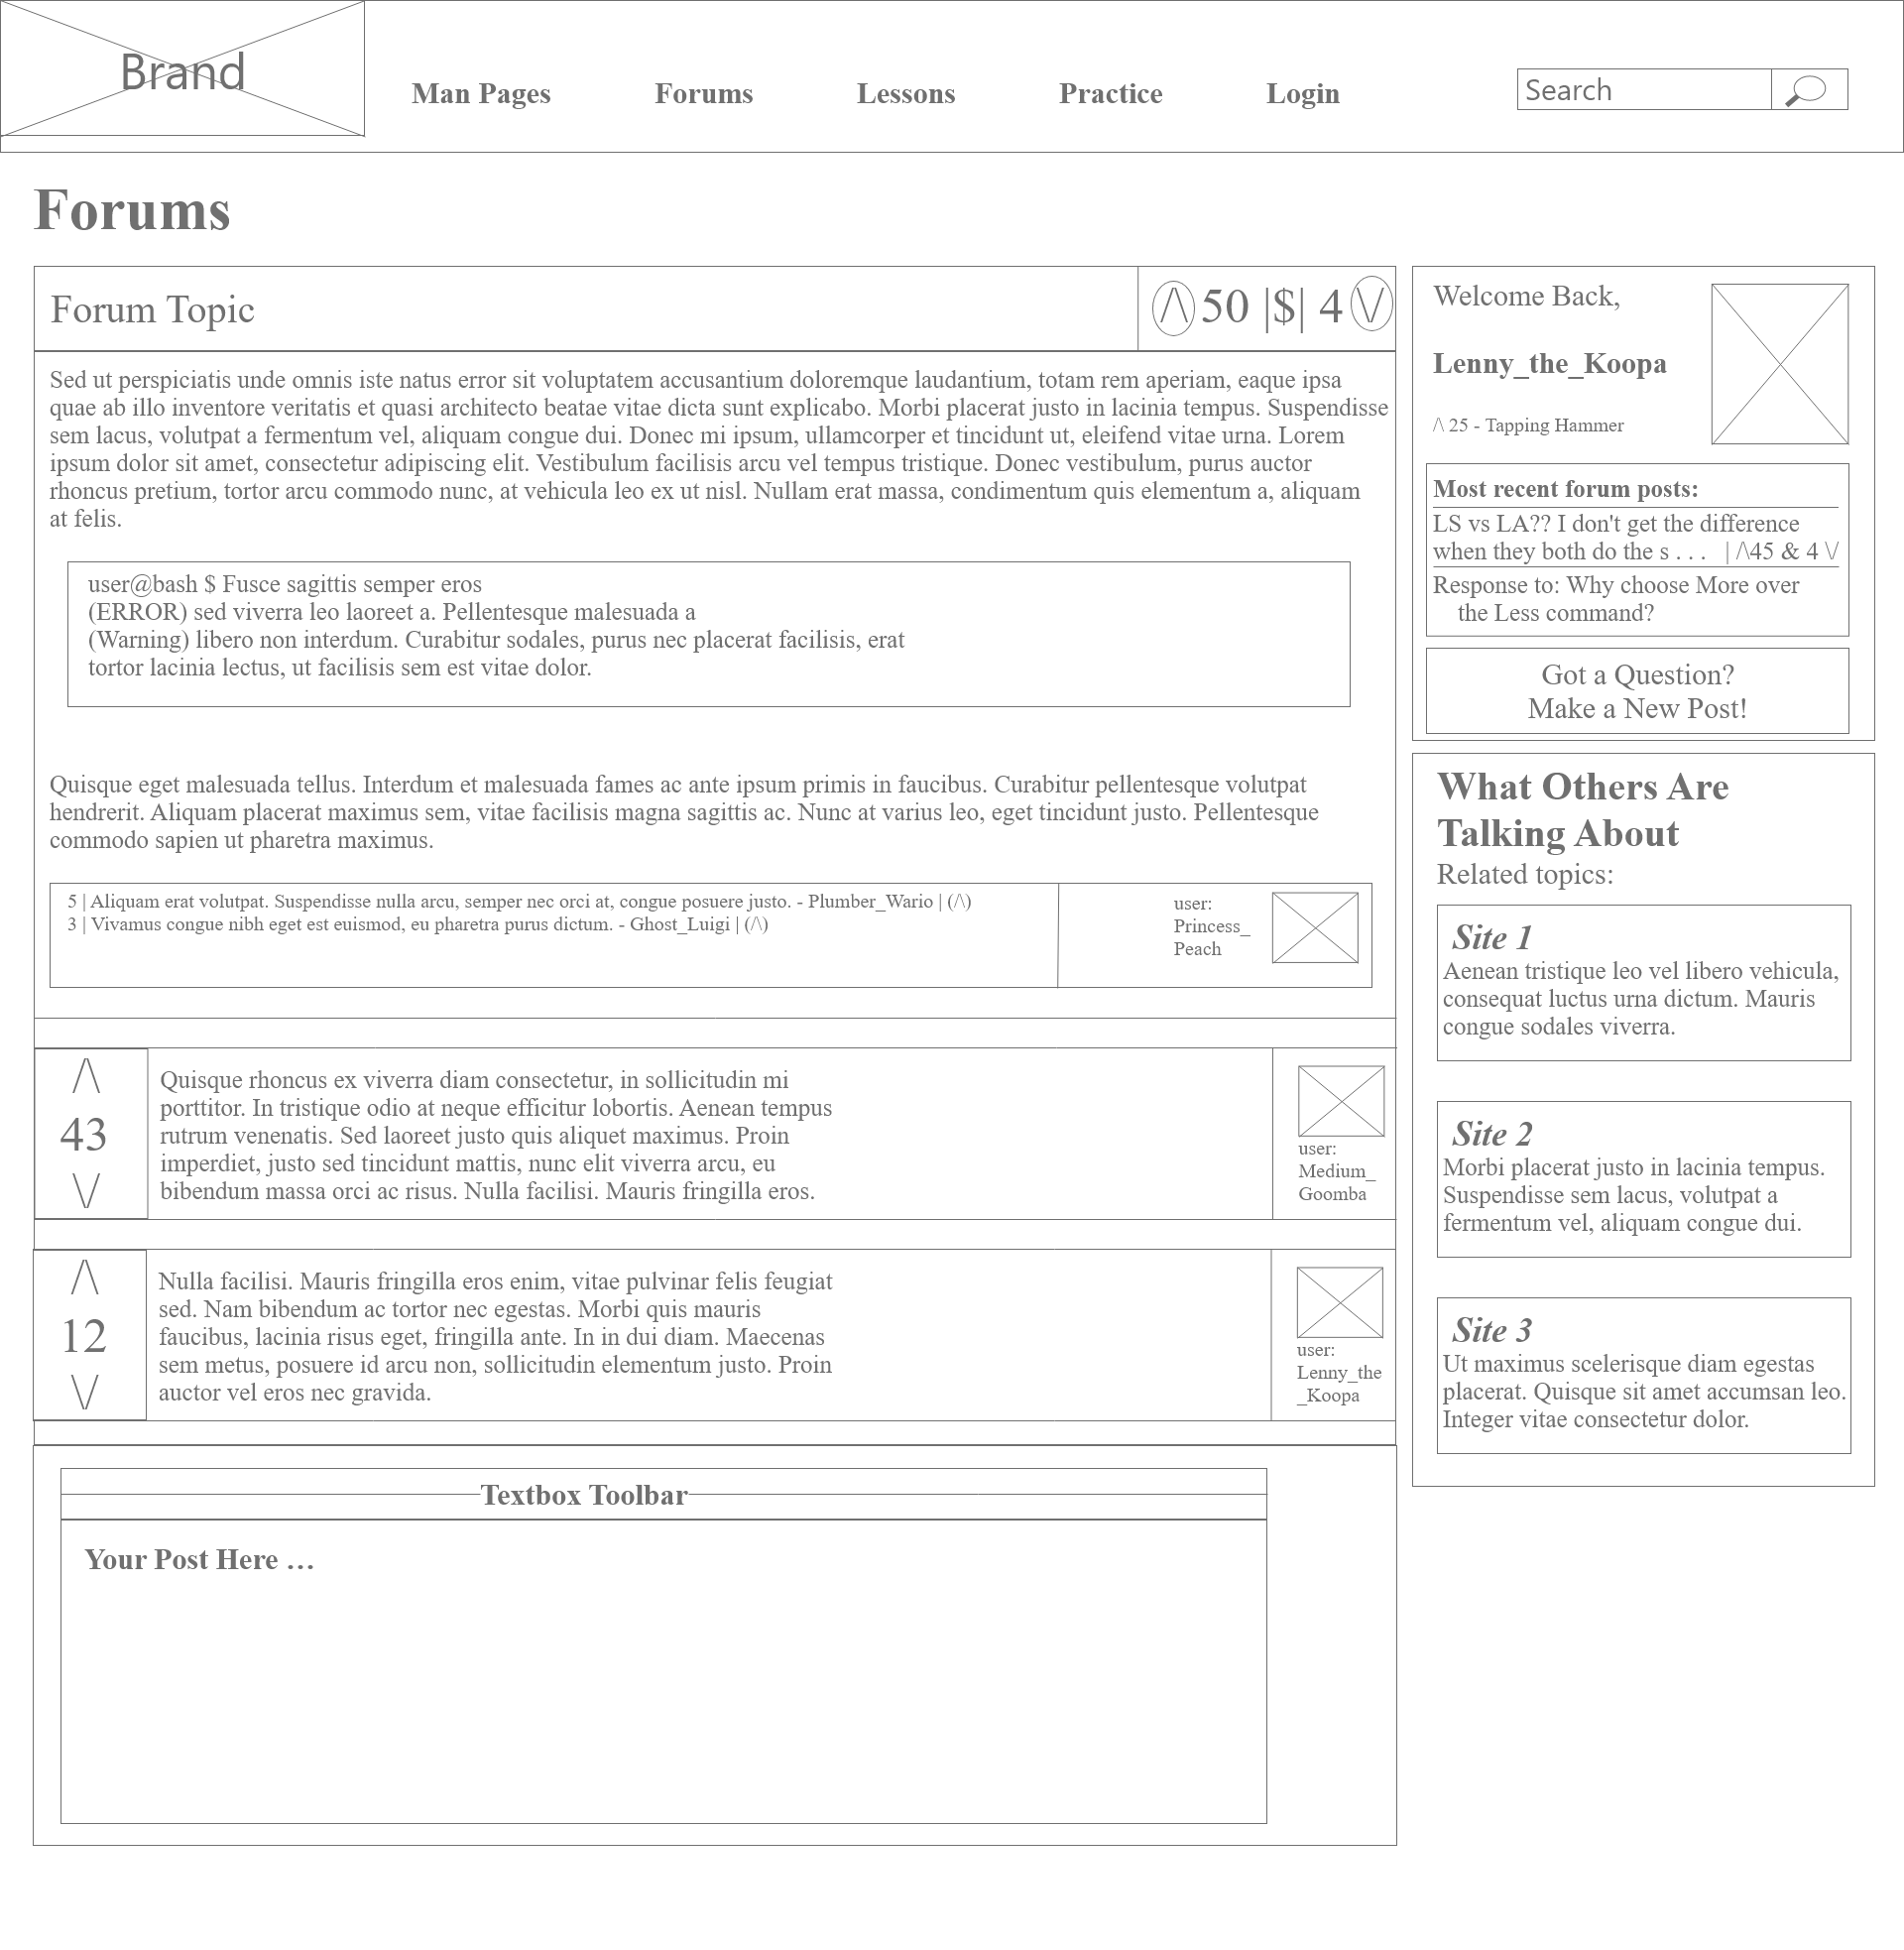 Brand
Man Pages
Forums
Lessons
Practice
Login
Search
Forums
Forum Topic
/\ 50 |$| 4 \/
Sed ut perspiciatis unde omnis iste natus error sit voluptatem accusantium doloremque laudantium, totam rem aperiam, eaque ipsa
quae ab illo inventore veritatis et quasi architecto beatae vitae dicta sunt explicabo. Morbi placerat justo in lacinia tempus. Suspendisse
sem lacus, volutpat a fermentum vel, aliquam congue dui. Donec mi ipsum, ullamcorper et tincidunt ut, eleifend vitae urna. Lorem
ipsum dolor sit amet, consectetur adipiscing elit. Vestibulum facilisis arcu vel tempus tristique. Donec vestibulum, purus auctor
rhoncus pretium, tortor arcu commodo nunc, at vehicula leo ex ut nisl. Nullam erat massa, condimentum quis elementum a, aliquam
at felis.
user@bash $ Fusce sagittis semper eros
(ERROR) sed viverra leo laoreet a. Pellentesque malesuada a
(Warning) libero non interdum. Curabitur sodales, purus nec placerat facilisis, erat
tortor lacinia lectus, ut facilisis sem est vitae dolor.
Quisque eget malesuada tellus. Interdum et malesuada fames ac ante ipsum primis in faucibus. Curabitur pellentesque volutpat
hendrerit. Aliquam placerat maximus sem, vitae facilisis magna sagittis ac. Nunc at varius leo, eget tincidunt justo. Pellentesque
commodo sapien ut pharetra maximus.
5 | Aliquam erat volutpat. Suspendisse nulla arcu, semper nec orci at, congue posuere justo. - Plumber_Wario | (/\)
3 | Vivamus congue nibh eget est euismod, eu pharetra purus dictum. - Ghost_Luigi | (/\)
user:
Princess_
Peach
/\
43
\/
Quisque rhoncus ex viverra diam consectetur, in sollicitudin mi
porttitor. In tristique odio at neque efficitur lobortis. Aenean tempus
rutrum venenatis. Sed laoreet justo quis aliquet maximus. Proin
imperdiet, justo sed tincidunt mattis, nunc elit viverra arcu, eu
bibendum massa orci ac risus. Nulla facilisi. Mauris fringilla eros.
user:
Medium_
Goomba
/\
12
\/
Nulla facilisi. Mauris fringilla eros enim, vitae pulvinar felis feugiat
sed. Nam bibendum ac tortor nec egestas. Morbi quis mauris
faucibus, lacinia risus eget, fringilla ante. In in dui diam. Maecenas
sem metus, posuere id arcu non, sollicitudin elementum justo. Proin
auctor vel eros nec gravida.
user:
Lenny_the
_Koopa
Textbox Toolbar
Your Post Here …
Welcome Back,
Lenny_the_Koopa
/\ 25 - Tapping Hammer
Most recent forum posts:
LS vs LA?? I don't get the difference
when they both do the s . . . | /\45 & 4 \/
Response to: Why choose More over
the Less command?
Got a Question?
Make a New Post!
What Others Are
Talking About
Related topics:
Site 1
Aenean tristique leo vel libero vehicula,
consequat luctus urna dictum. Mauris
congue sodales viverra.
Site 2
Morbi placerat justo in lacinia tempus.
Suspendisse sem lacus, volutpat a
fermentum vel, aliquam congue dui.
Site 3
Ut maximus scelerisque diam egestas
placerat. Quisque sit amet accumsan leo.
Integer vitae consectetur dolor.